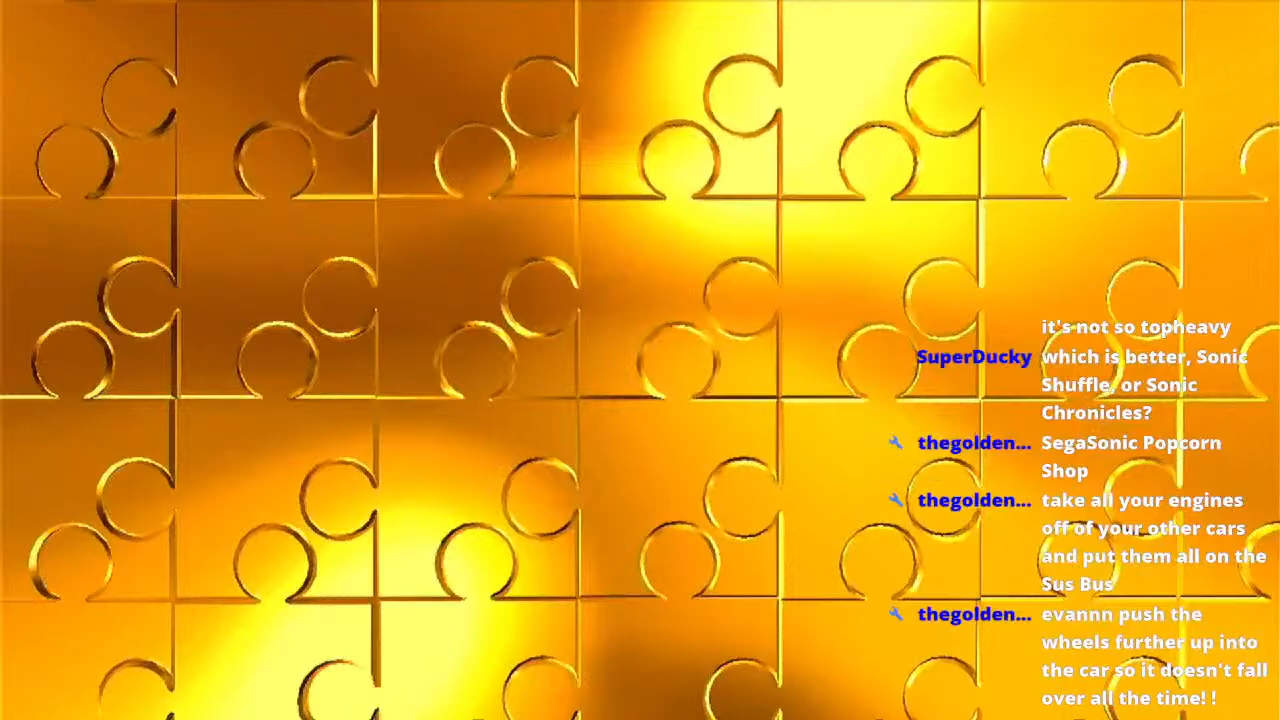 it's not so topheavy
SuperDucky which is better, Sonic
Shuffle, or Sonic
Chronicles?
thegolden... SegaSonic Popcorn
Shop
thegolden... take all your engines
off of your other cars
and put them all on the
Sus Bus
thegolden... evannn push the
wheels further up into
the car so it doesn't fall
over all the time! !